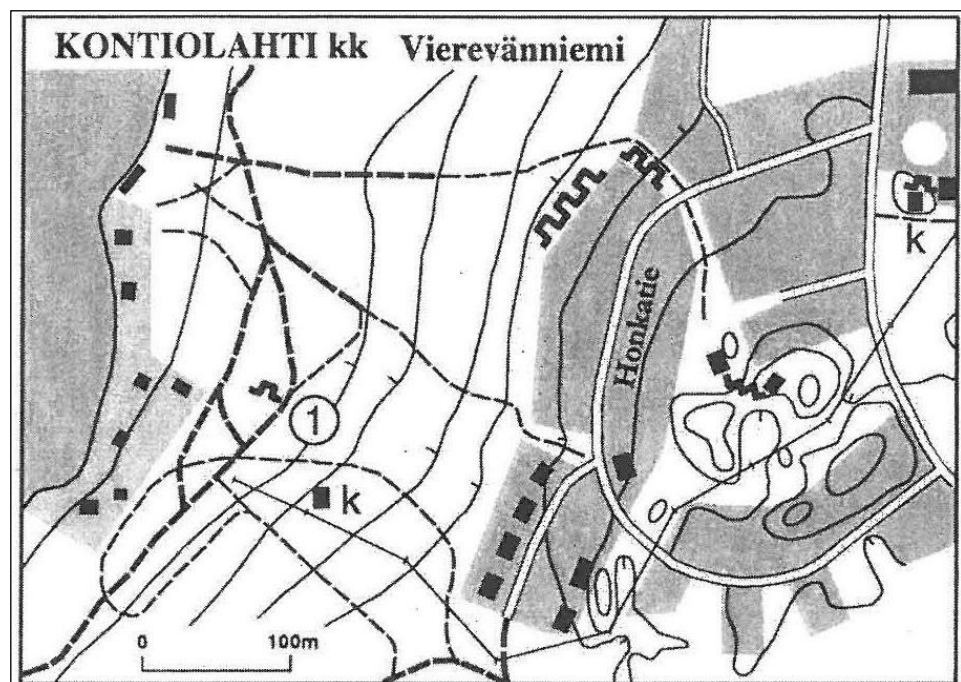 KONTIOLAHTI kk Vierevänniemi
k
Honkatie
1
k
0 100m